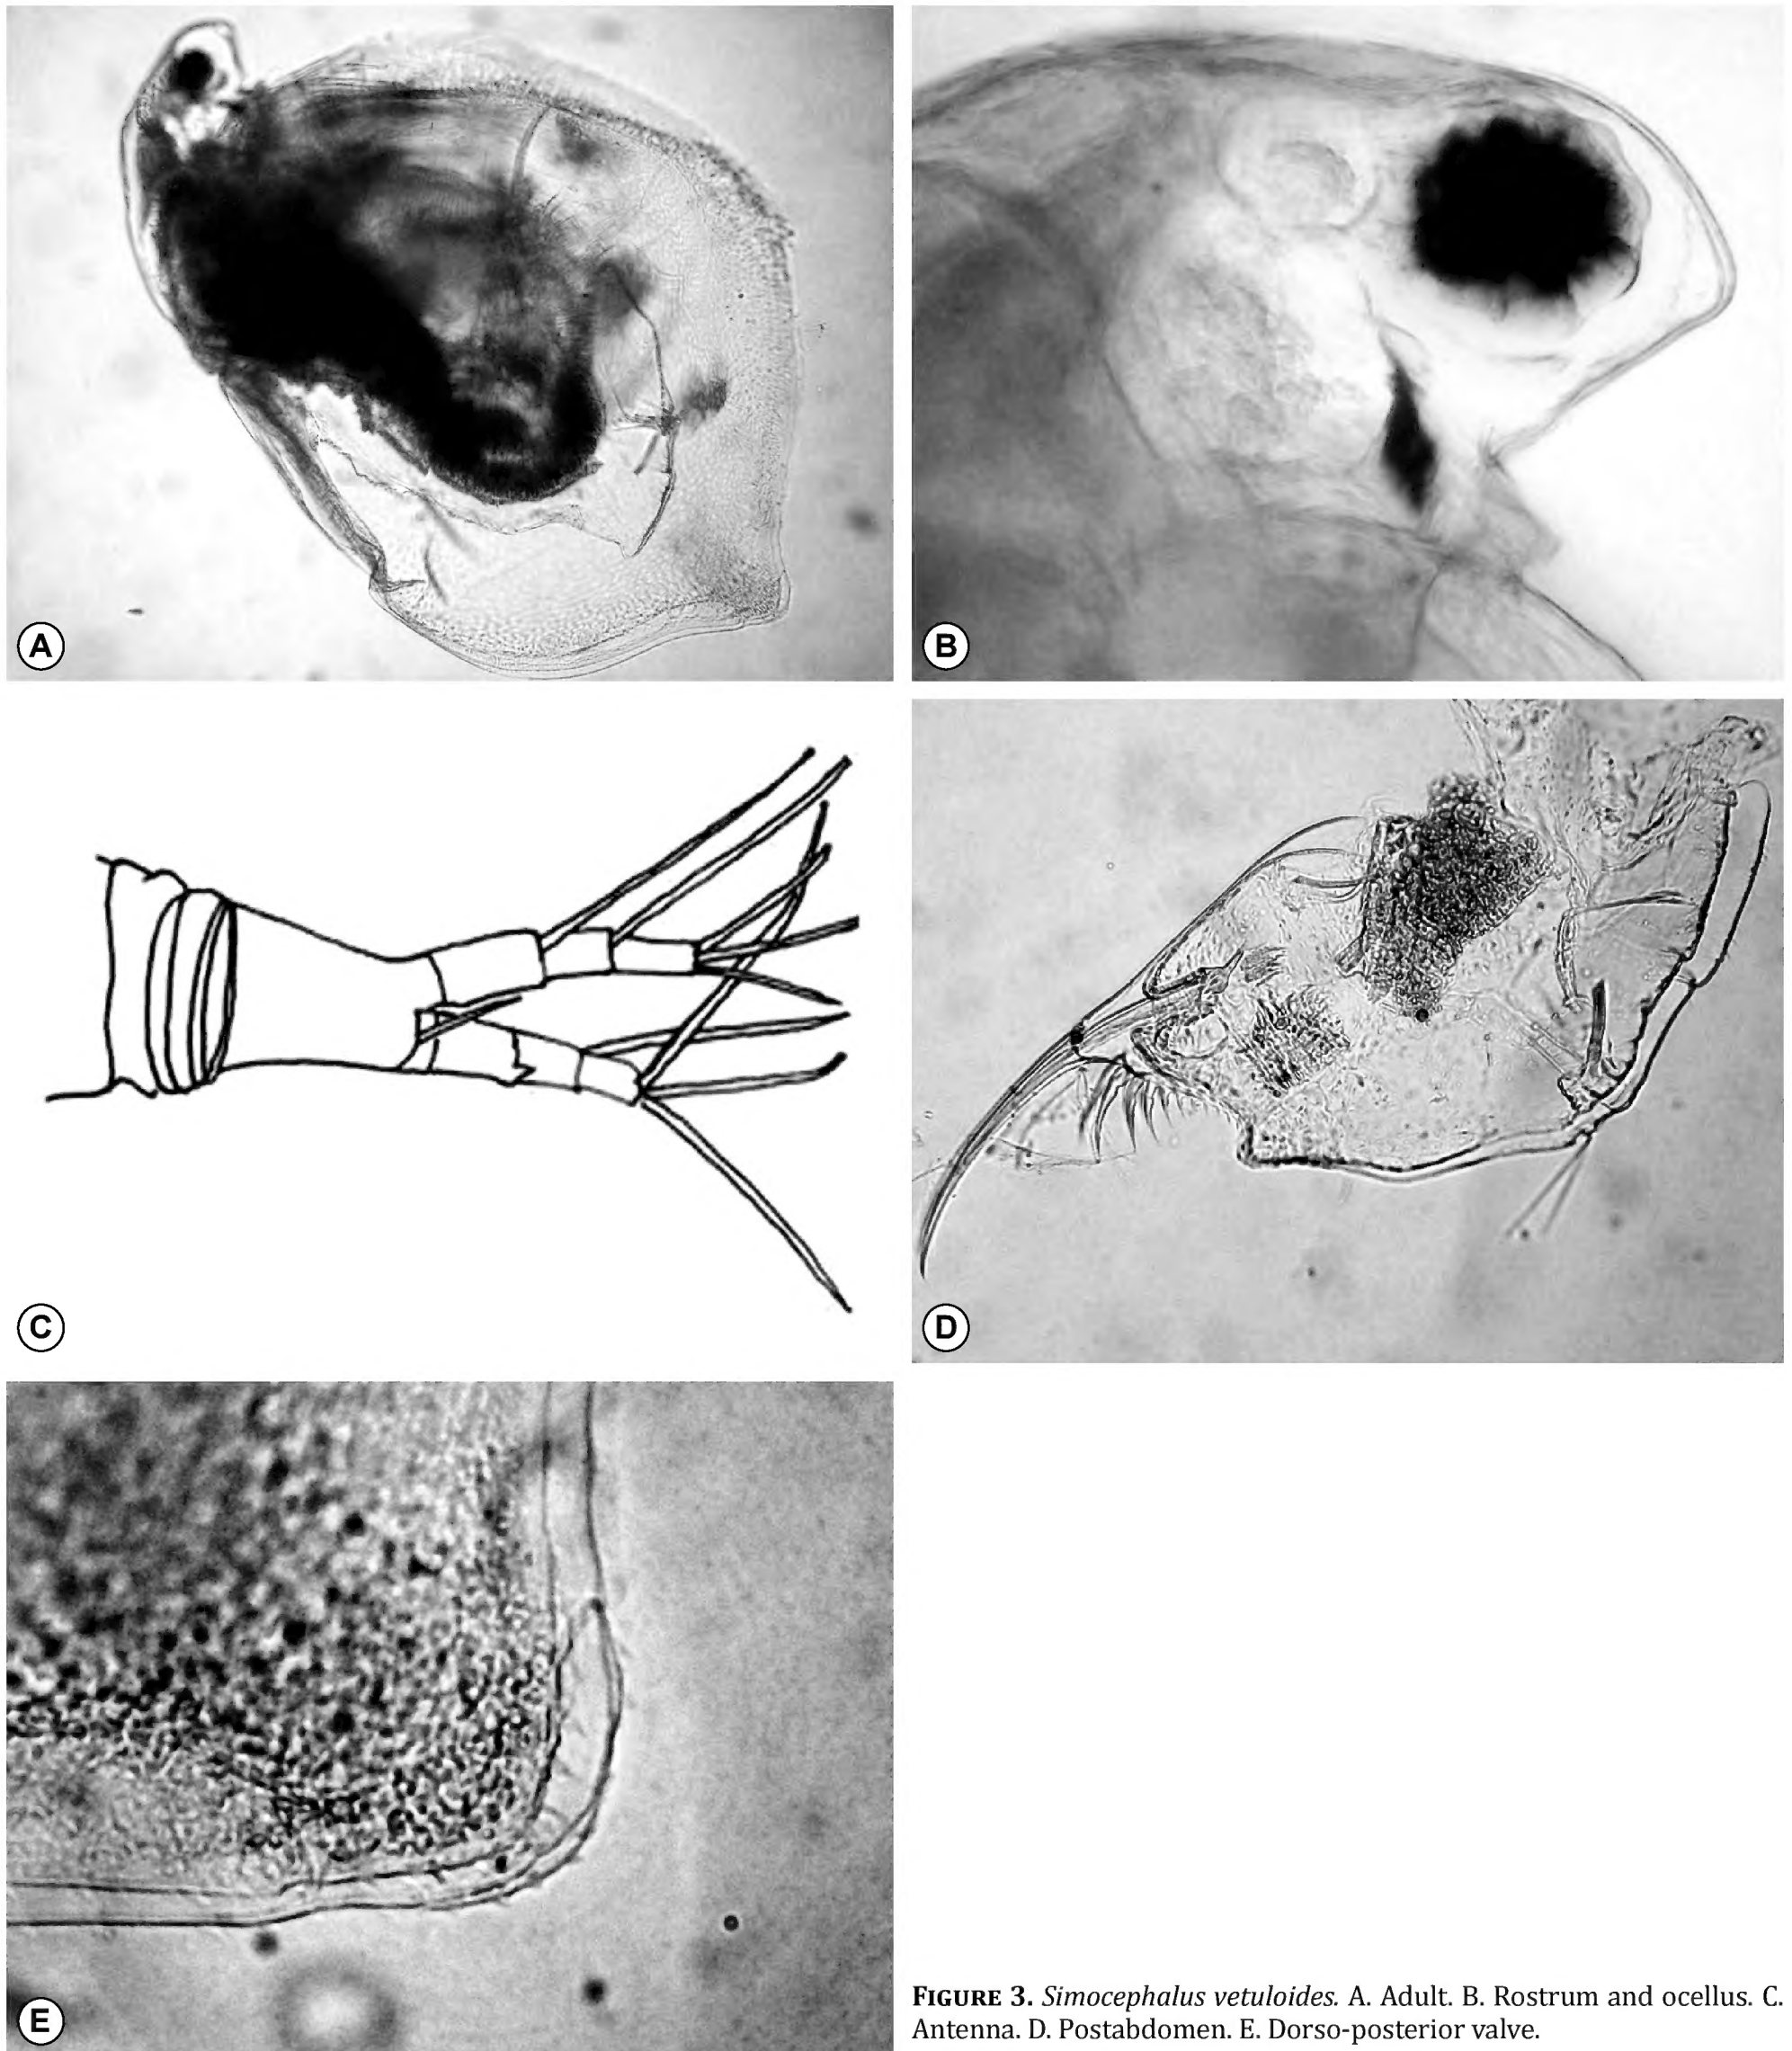 A
B
C
D
E
FIGURE 3. Simocephalus vetuloides. A. Adult. B. Rostrum and ocellus. C.
Antenna. D. Postabdomen. E. Dorso-posterior valve.